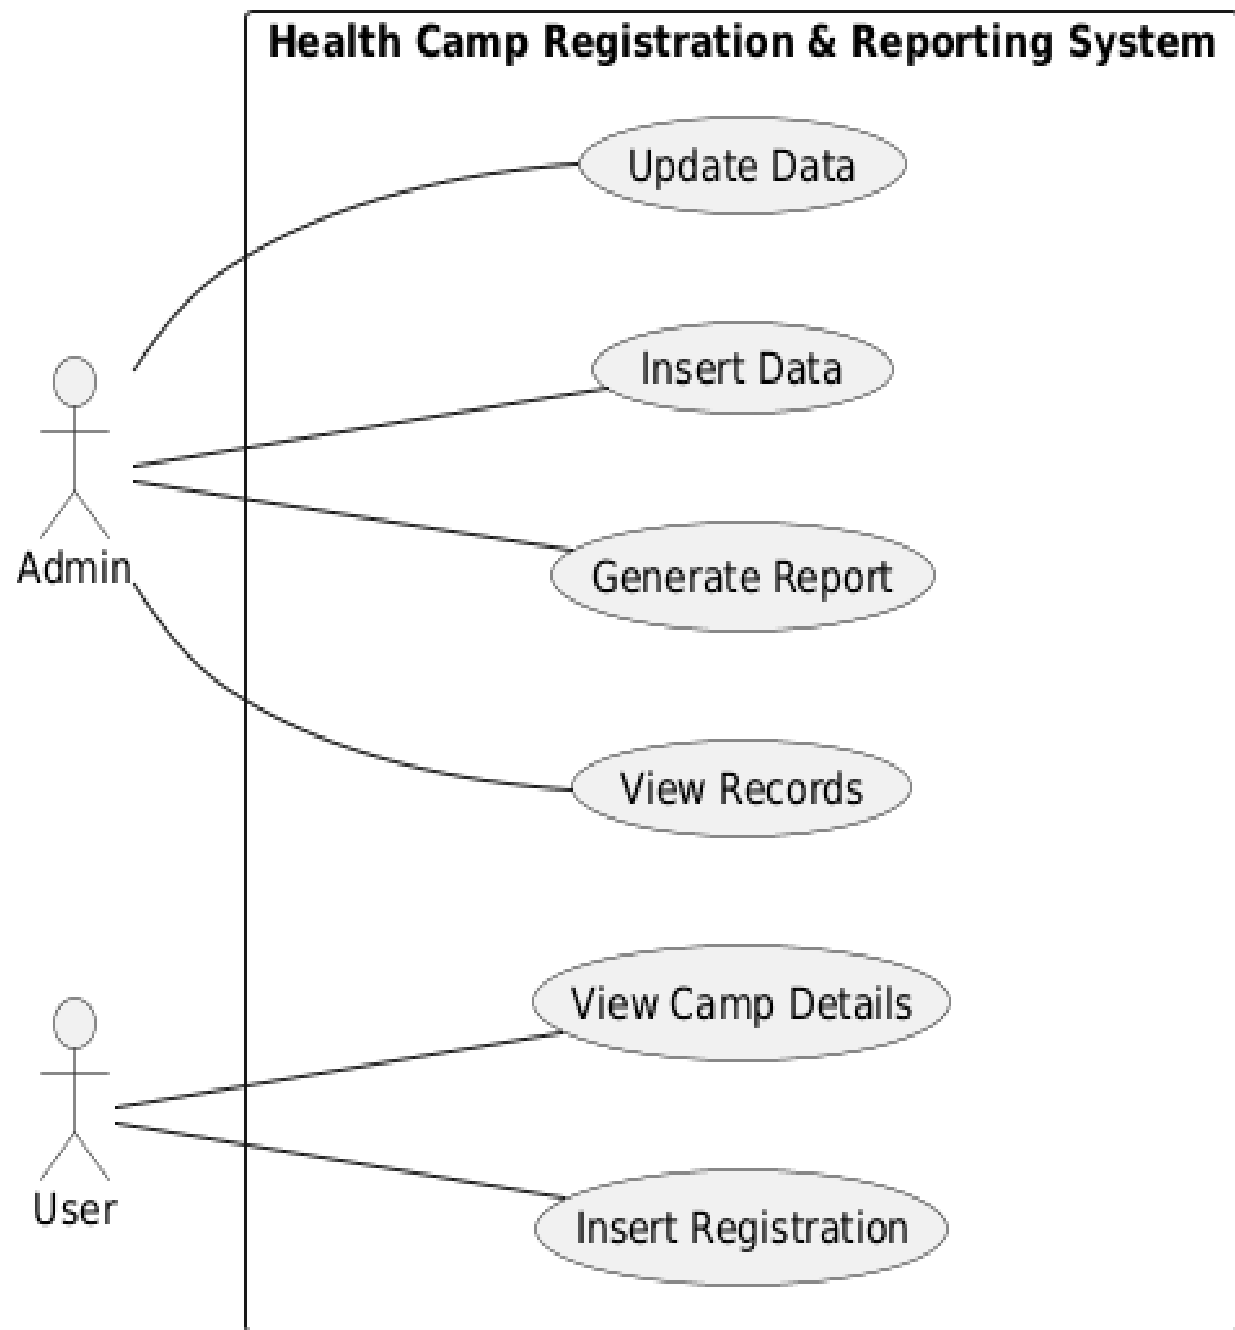 Health Camp Registration & Reporting System
Update Data
Insert Data
Generate Report
Admin
View Records
View Camp Details
User
Insert Registration